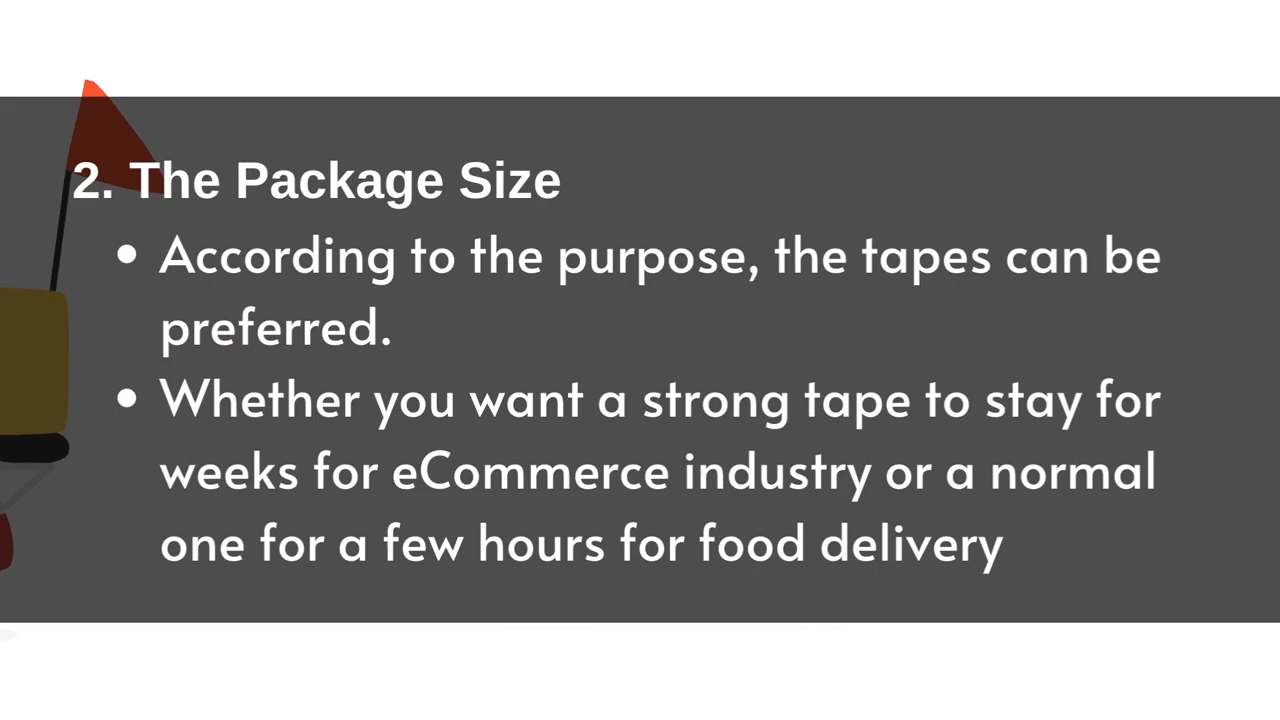 2. The Package Size
• According to the purpose, the tapes can be
preferred.
• Whether you want a strong tape to stay for
weeks for eCommerce industry or a normal
one for a few hours for food delivery